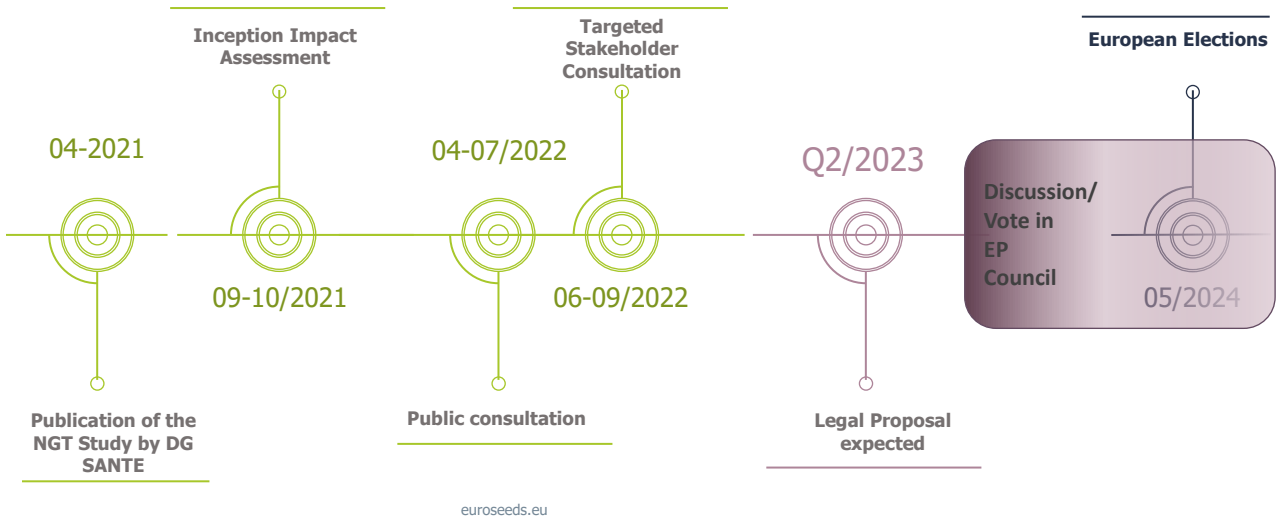 Inception Impact
Assessment
Targeted
Stakeholder
Consultation
European Elections
04-2021
04-07/2022
Q2/2023
Discussion/
Vote in
EP
Council
09-10/2021
06-09/2022
05/2024
Publication of the
NGT Study by DG
SANTE
Public consultation
Legal Proposal
expected
euroseeds.eu